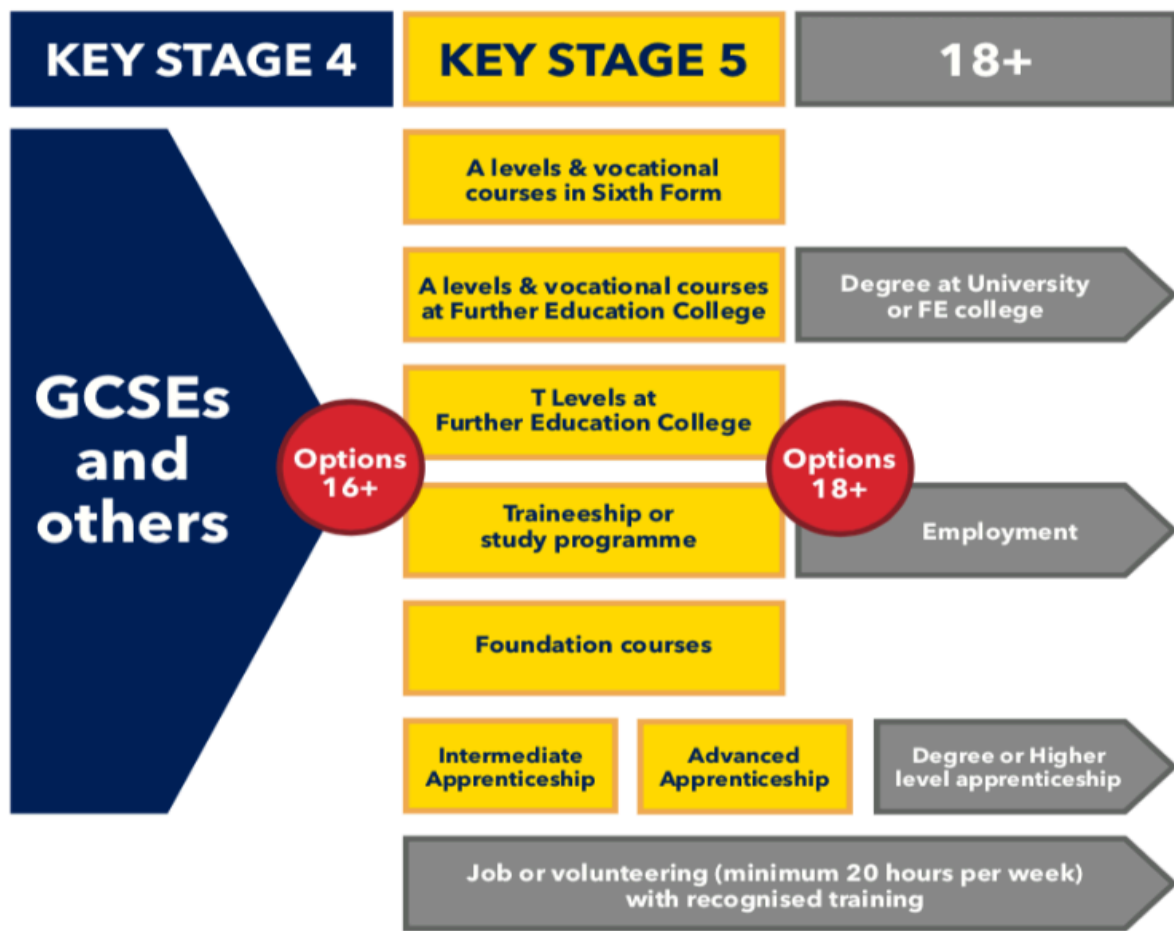 KEY STAGE 4
KEY STAGE 5
18+
GCSEs
and
others
Options
16+
A levels & vocational
courses in Sixth Form
A levels & vocational courses
at Further Education College
T Levels at
Further Education College
Traineeship or
study programme
Foundation courses
Intermediate
Apprenticeship
Advanced
Apprenticeship
Options
18+
Degree at University
or FE college
Employment
Degree or Higher
level apprenticeship
Job or volunteering (minimum 20 hours per week)
with recognised training